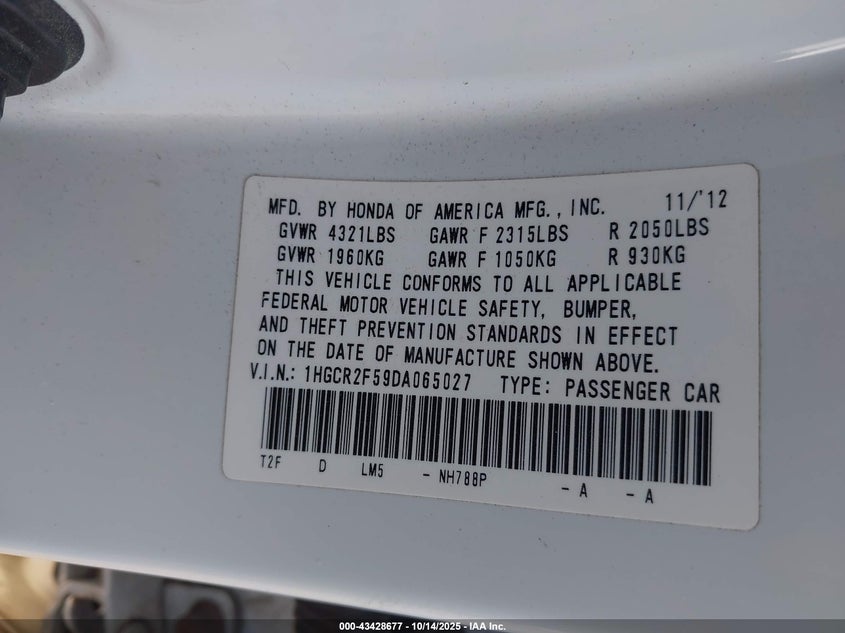 MFD. BY HONDA OF AMERICA MFG., INC. 11/'12
GVWR 4321LBS GAWR F 2315LBS R 2050LBS
GVWR 1960KG GAWR F 1050KG R 930KG
THIS VEHICLE CONFORMS TO ALL APPLICABLE
FEDERAL MOTOR VEHICLE SAFETY, BUMPER,
AND THEFT PREVENTION STANDARDS IN EFFECT
ON THE DATE OF MANUFACTURE SHOWN ABOVE.
V.I.N.: 1HGCR2F59DA065027 TYPE: PASSENGER CAR
T2F D LM5 - NH788P - A - A
000-43428677 - 10/14/2025 - IAA Inc.